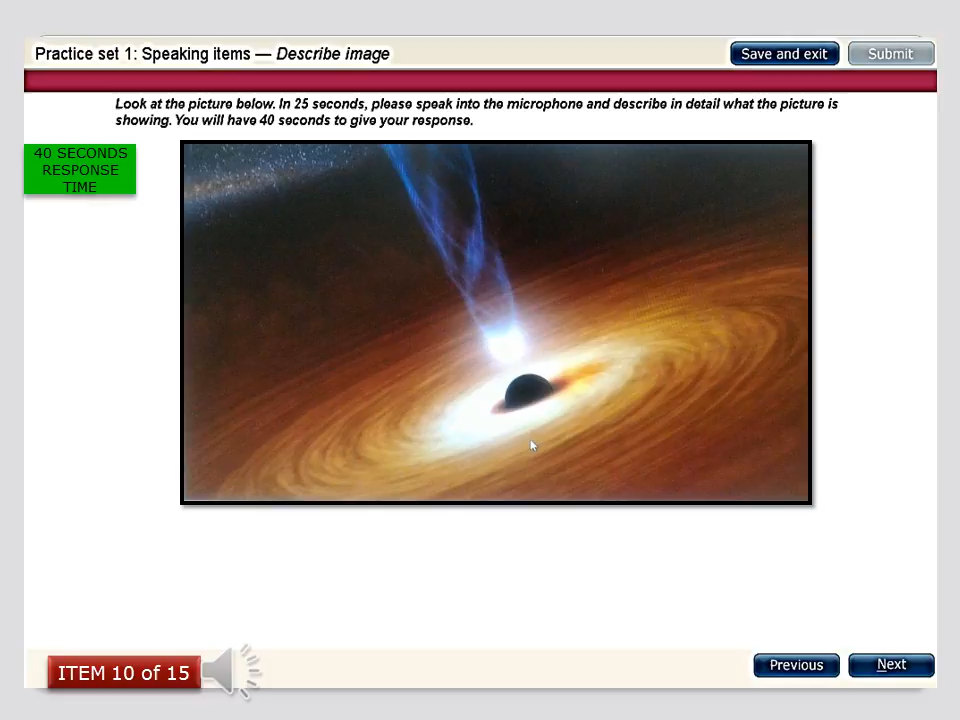 Practice set 1: Speaking items — Describe image
Save and exit
Submit
Look at the picture below. In 25 seconds, please speak into the microphone and describe in detail what the picture is
showing. You will have 40 seconds to give your response.
40 SECONDS
RESPONSE
TIME
ITEM 10 of 15
Previous
Next